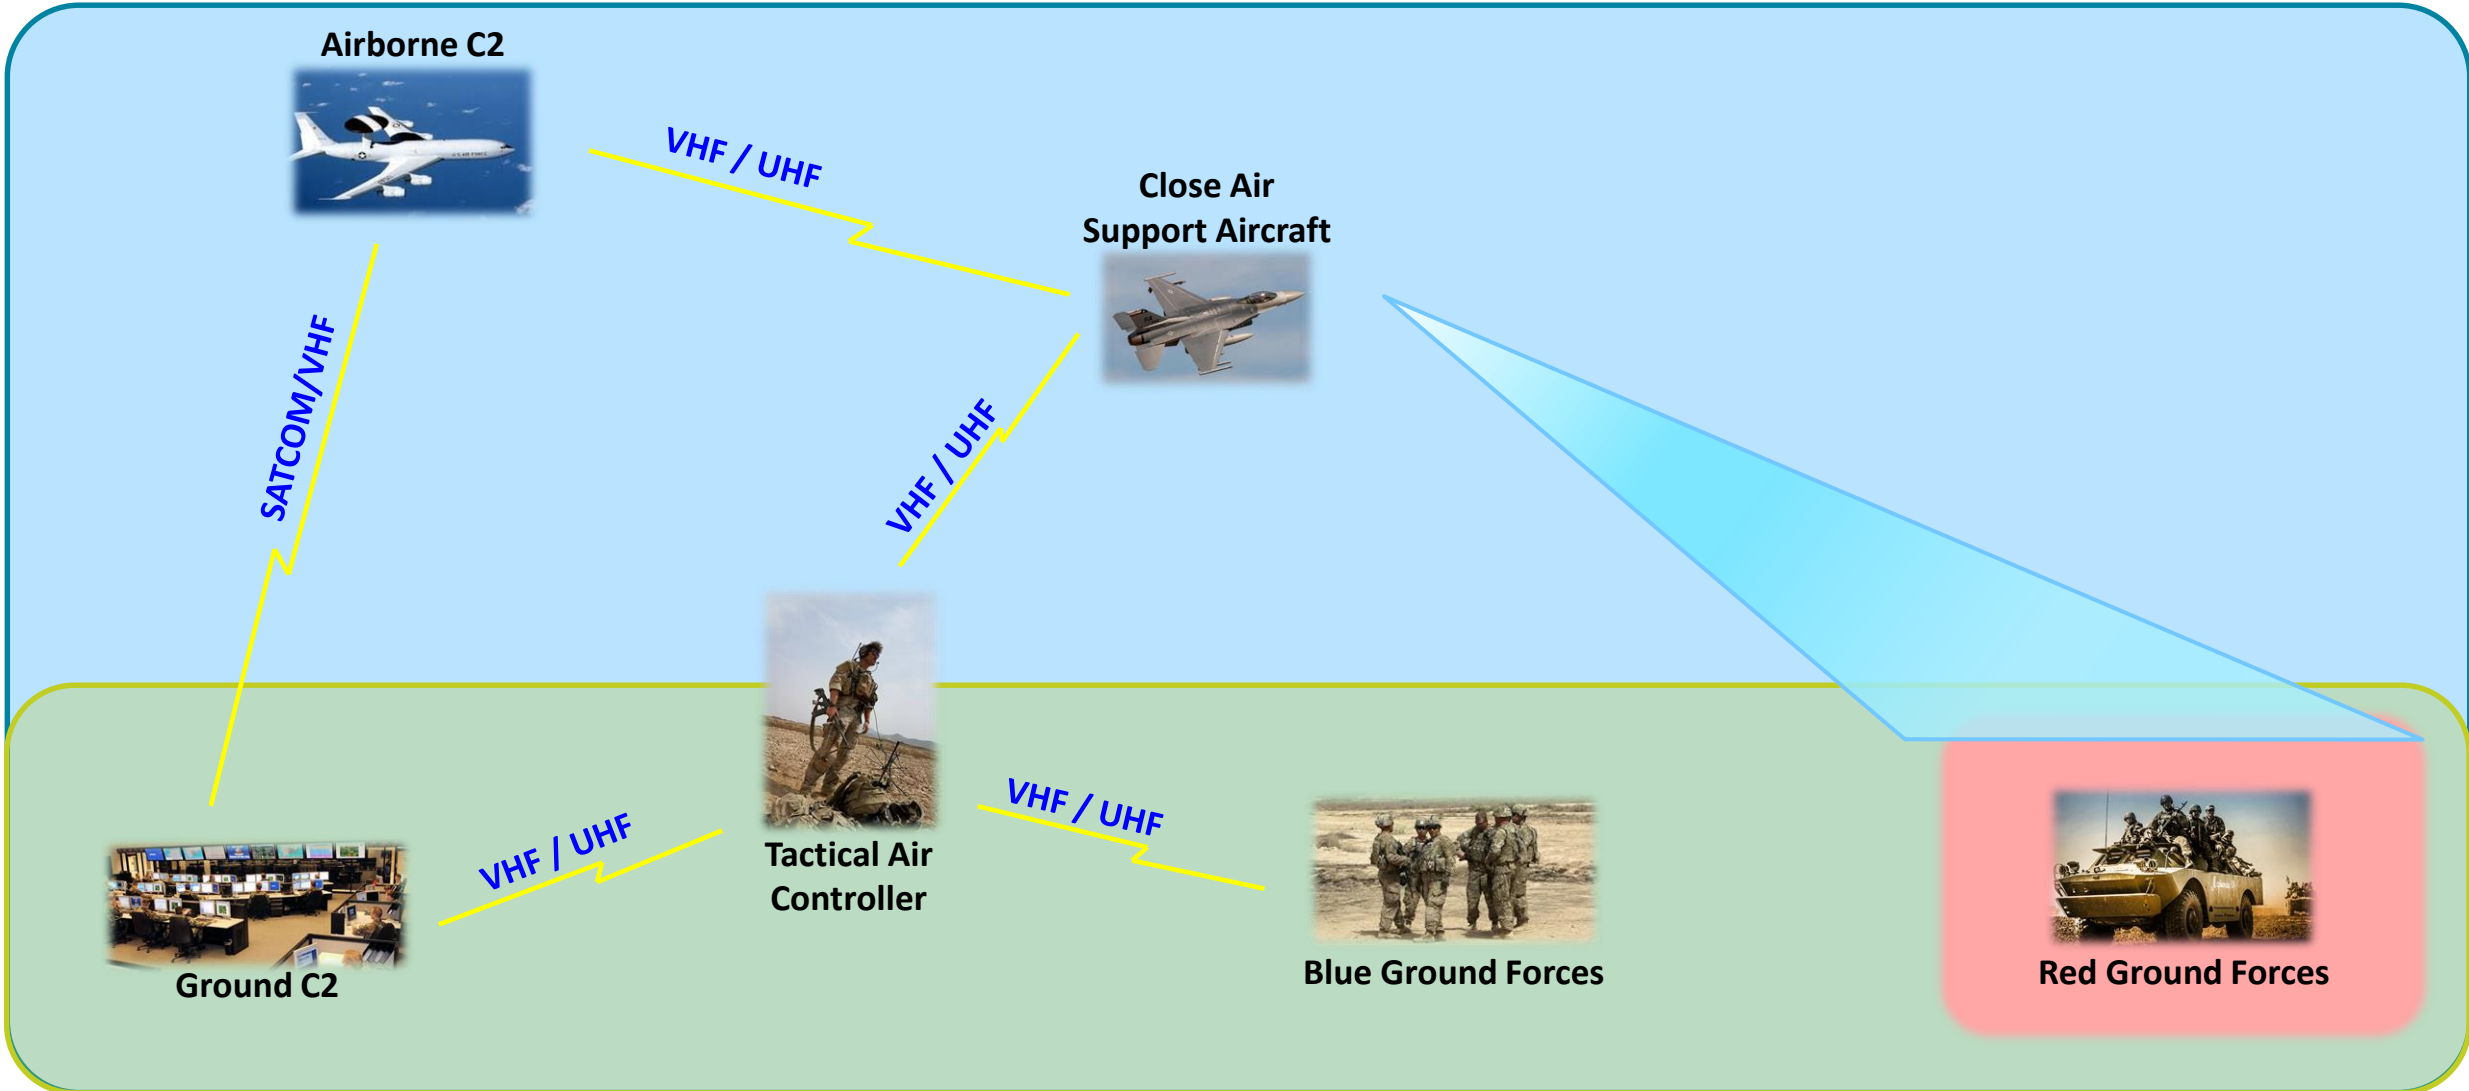 Airborne C2
VHF / UHF
Close Air
Support Aircraft
SATCOM/VHF
VHF / UHF
VHF / UHF
Tactical Air
Controller
VHF / UHF
Ground C2
Blue Ground Forces
Red Ground Forces